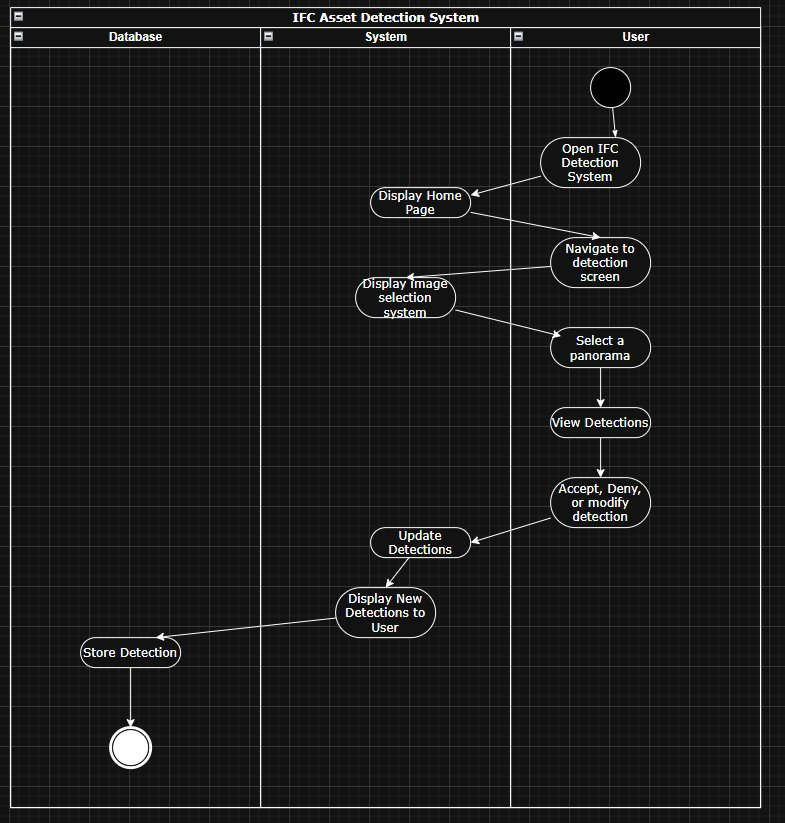 IFC Asset Detection System
Database
System
User
Open IFC
Detection
System
Display Home
Page
Navigate to
detection
screen
Display Image
selection
system
Select a
panorama
View Detections
Accept, Deny,
or modify
detection
Update
Detections
Display New
Detections to
User
Store Detection